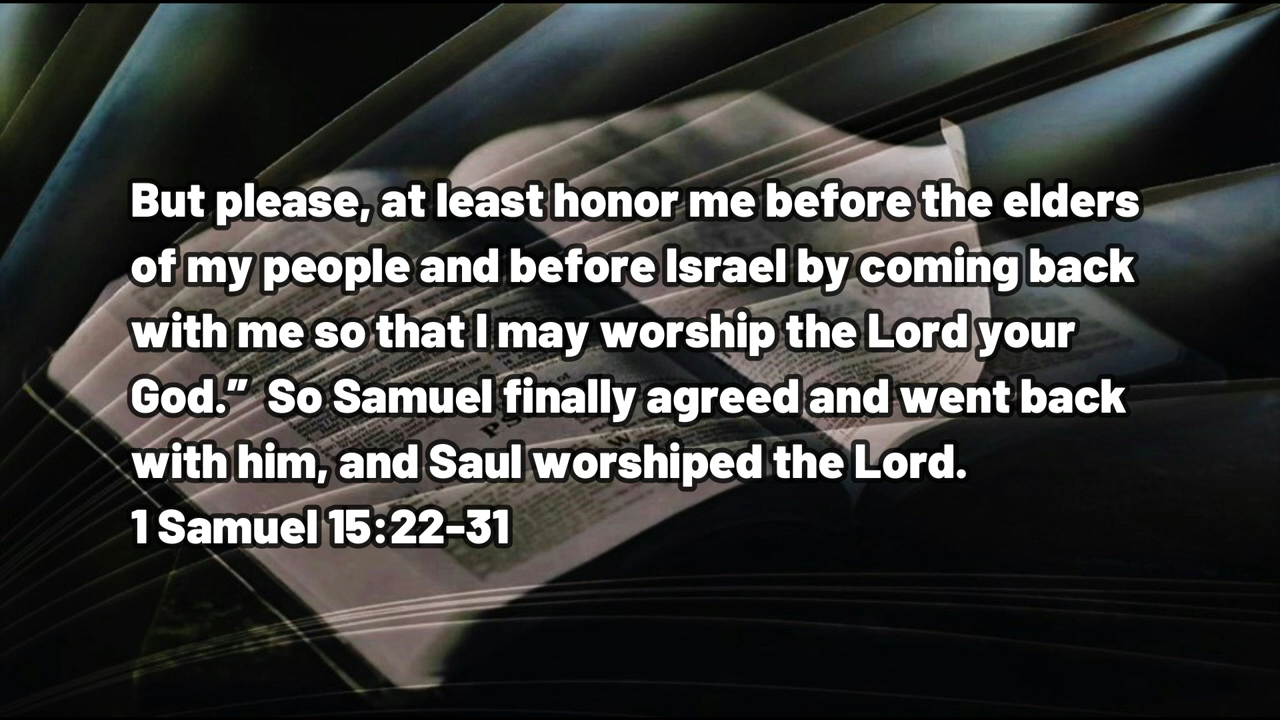 But please, at least honor me before the elders
of my people and before Israel by coming back
with me so that I may worship the Lord your
God.”  So Samuel finally agreed and went back
with him, and Saul worshiped the Lord.
1 Samuel 15:22-31